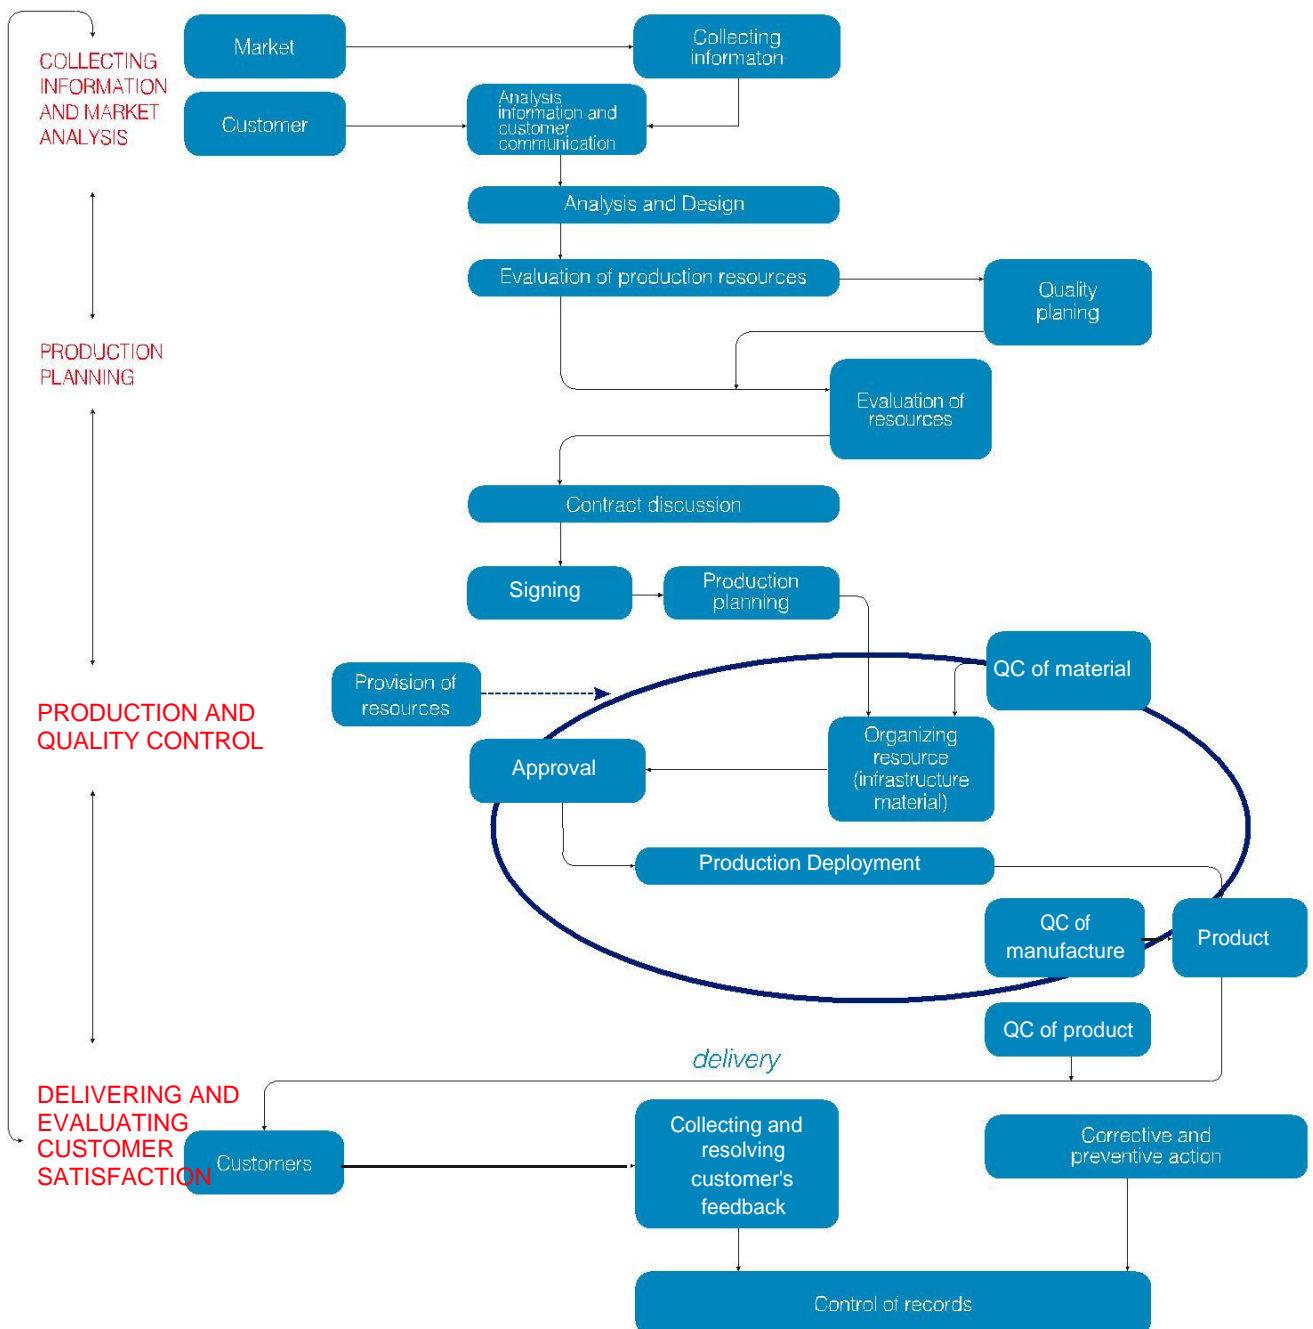 COLLECTING
INFORMATION
AND MARKET
ANALYSIS
Market
Collecting
informaton
Customer
Analysis
information and
customer
communication
Analysis and Design
Evaluation of production resources
Quality
planing
PRODUCTION
PLANNING
Evaluation of
resources
Contract discussion
Signing
Production
planning
QC of material
Provision of
resources
PRODUCTION AND
QUALITY CONTROL
Organizing
resource
(infrastructure
material)
Approval
Production Deployment
QC of
manufacture
Product
QC of product
delivery
DELIVERING AND
EVALUATING
CUSTOMER
SATISFACTION
Customers
Collecting and
resolving
customer's
feedback
Corrective and
preventive action
Control of records